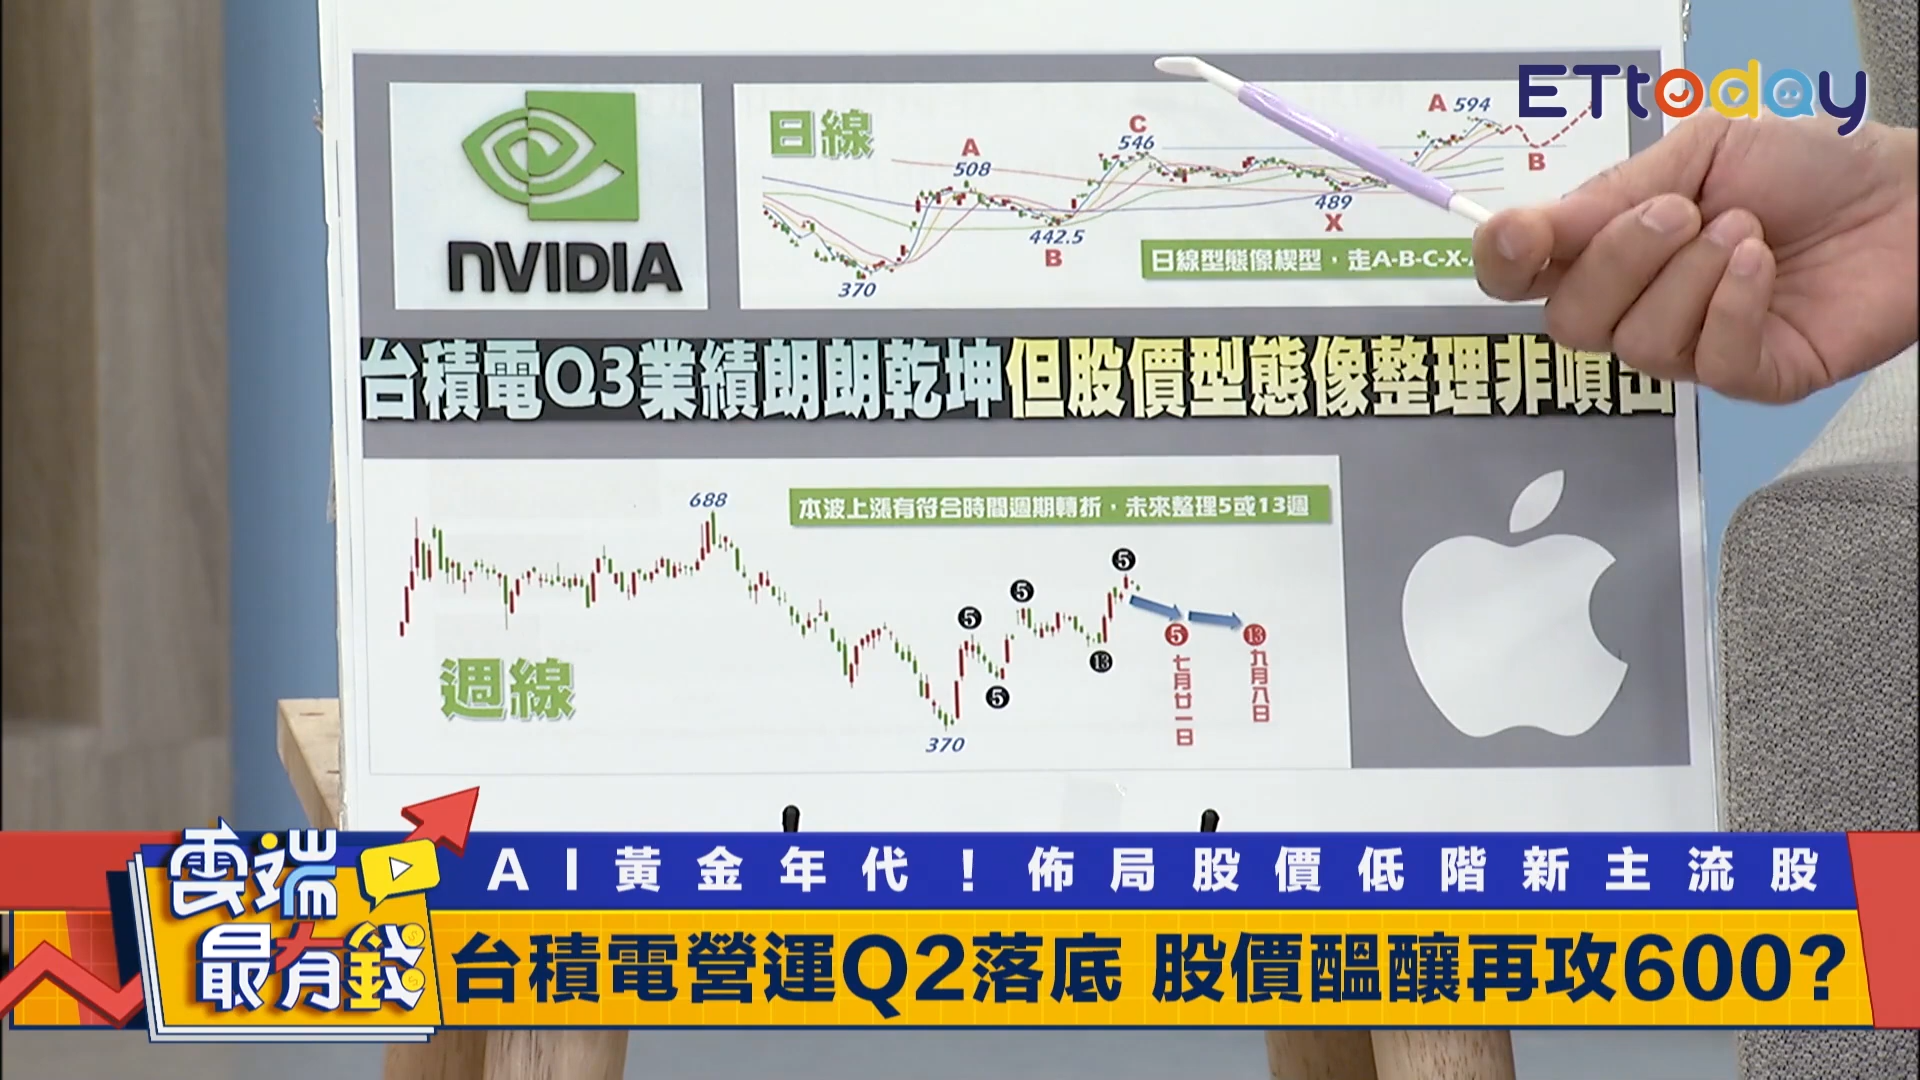 ETtoday
NVIDIA
日線
370
A
508
442.5
B
C
546
489
X
A 594
B
日線型態像楔型，走A-B-C-X-
台積電Q3業績朗朗乾坤但股價型態像整理非噴出
本波上漲有符合時間週期轉折，未來整理5或13週
688
週線
370
5
5
5
13
5
5
七月廿一日
13
九月八日
雲端最有錢
AI黃金年代！佈局股價低階新主流股
台積電營運Q2落底 股價醞釀再攻600?